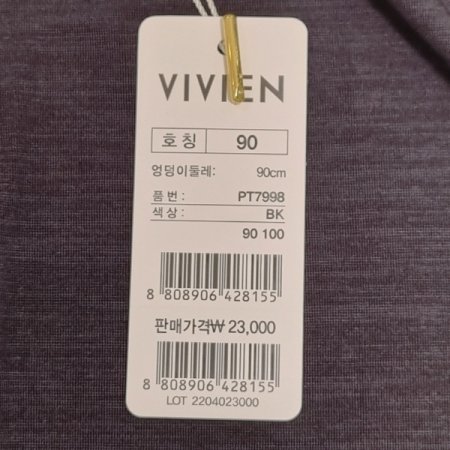 VIVIEN
호 칭 90
엉덩이둘레: 90cm
품 번 : PT7998
색 상 : BK
90 100
8 808906 428155
판매가격₩ 23,000
8 808906 428155
LOT 2204023000